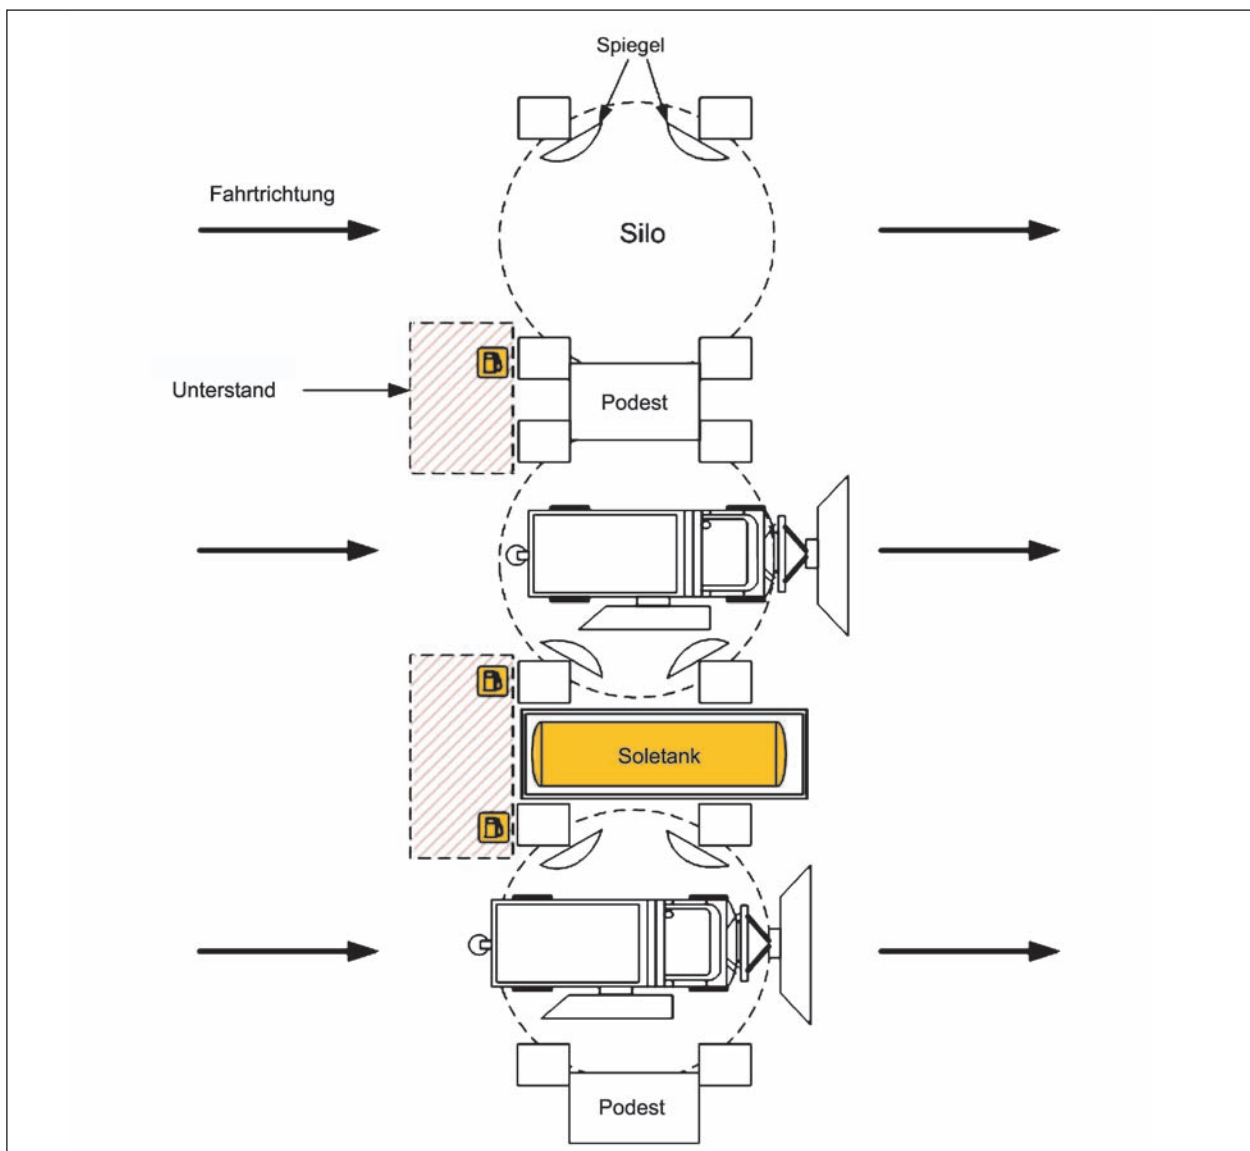 Spiegel
Fahrtrichtung
Silo
Unterstand
Podest
Soletank
Podest